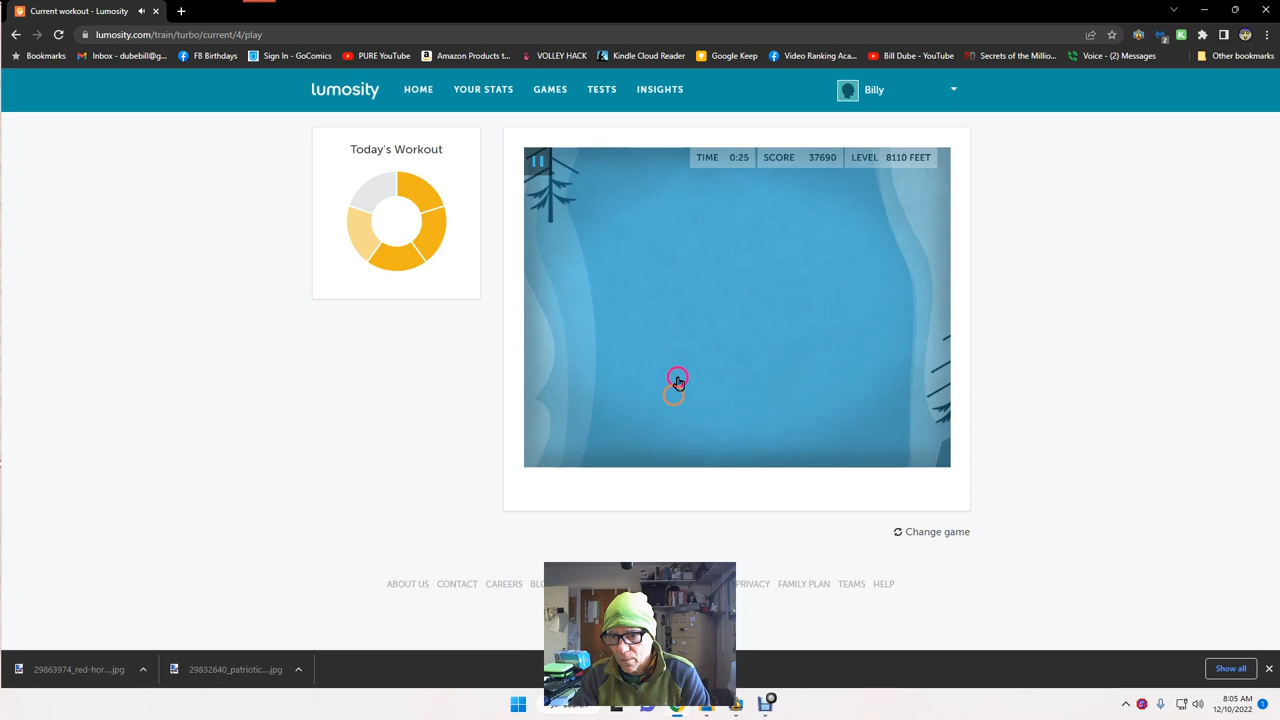 Current workout - Lumosity
lumosity.com/train/turbo/current/4/play
Bookmarks Gmail FB Birthdays Sign In - GoComics PURE YouTube Amazon Products t... VOLLEY HACK Kindle Cloud Reader Google Keep Video Ranking Aca... Bill Dube - YouTube Secrets of the Millio... Voice - (2) Messages Other bookmarks
lumosity HOME YOUR STATS GAMES TESTS INSIGHTS Billy
Today's Workout
TIME 0:25 SCORE 37690 LEVEL 8110 FEET
Change game
ABOUT US CONTACT CAREERS PRIVACY FAMILY PLAN TEAMS HELP
29863974_red-hor....jpg 29832640_patriotic....jpg Show all
8:05 AM
12/10/2022